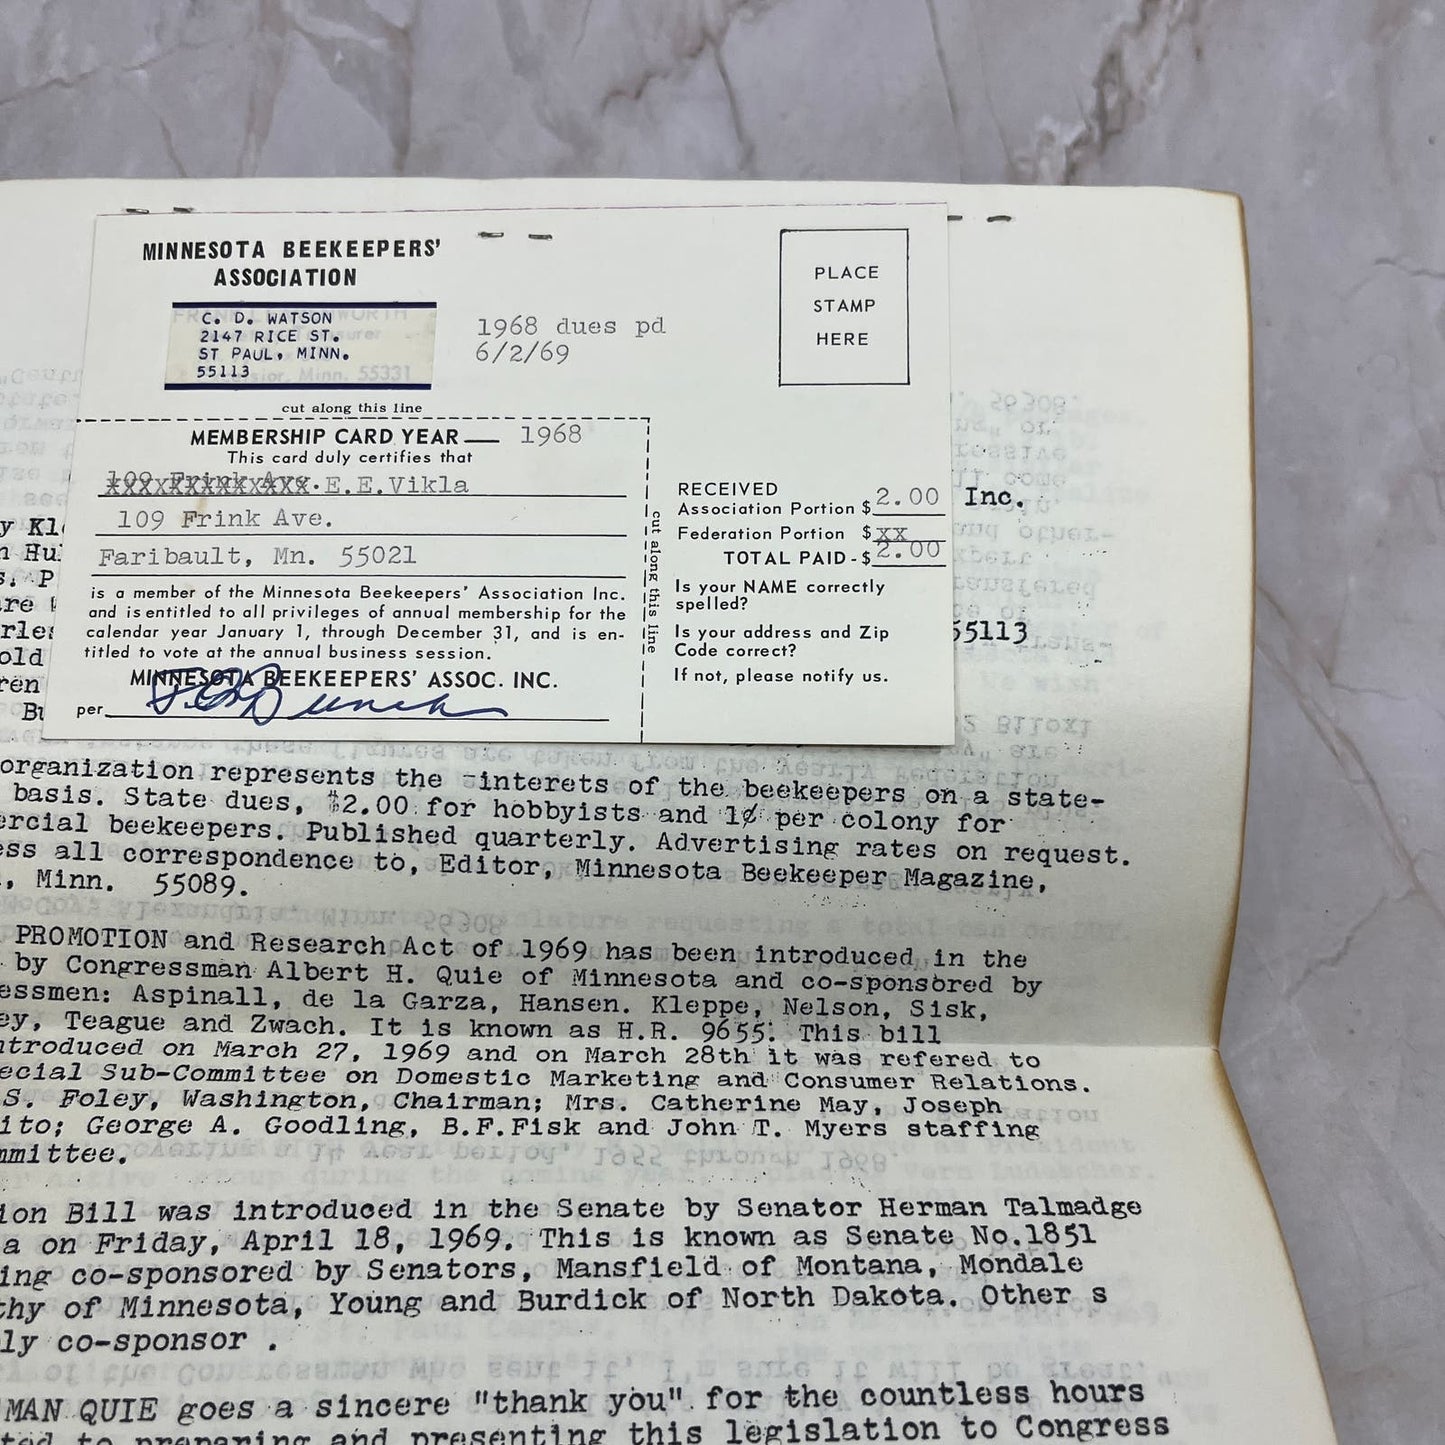 MINNESOTA BEEKEEPERS'
ASSOCIATION
C. D. WATSON
2147 RICE ST.
ST PAUL, MINN.
55113
Minn. 55331
1968 dues pd
6/2/69
PLACE
STAMP
HERE
cut along this line
MEMBERSHIP CARD YEAR 1968
This card duly certifies that
109 Frink Ave. E.E.Vikla
109 Frink Ave.
Faribault, Mn. 55021
is a member of the Minnesota Beekeepers' Association Inc.
and is entitled to all privileges of annual membership for the
calendar year January 1, through December 31, and is en-
titled to vote at the annual business session.
MINNESOTA BEEKEEPERS' ASSOC. INC.
per
cut along this line
RECEIVED
Association Portion $2.00
Federation Portion $xx
TOTAL PAID-$2.00
Is your NAME correctly
spelled?
Is your address and Zip
Code correct?
If not, please notify us.
Inc.
55113
organization represents the -interets of the beekeepers on a state-
basis. State dues, $2.00 for hobbyists and 1¢ per colony for
ercial beekeepers. Published quarterly. Advertising rates on request.
ess all correspondence to, Editor, Minnesota Beekeeper Magazine,
, Minn. 55089.
PROMOTION and Research Act of 1969 has been introduced in the
by Congressman Albert H. Quie of Minnesota and co-sponsored by
essmen: Aspinall, de la Garza, Hansen. Kleppe, Nelson, Sisk,
ey, Teague and Zwach. It is known as H.R. 9655. This bill
ntroduced on March 27, 1969 and on March 28th it was refered to
ecial Sub-Committee on Domestic Marketing and Consumer Relations.
S. Foley, Washington, Chairman; Mrs. Catherine May, Joseph
ito; George A. Goodling, B.F.Fisk and John T. Myers staffing
mmittee.
ion Bill was introduced in the Senate by Senator Herman Talmadge
a on Friday, April 18, 1969. This is known as Senate No.1851
ing co-sponsored by Senators, Mansfield of Montana, Mondale
thy of Minnesota, Young and Burdick of North Dakota. Other s
ly co-sponsor .
MAN QUIE goes a sincere "thank you" for the countless hours
ted to preparing and presenting this legislation to Congress